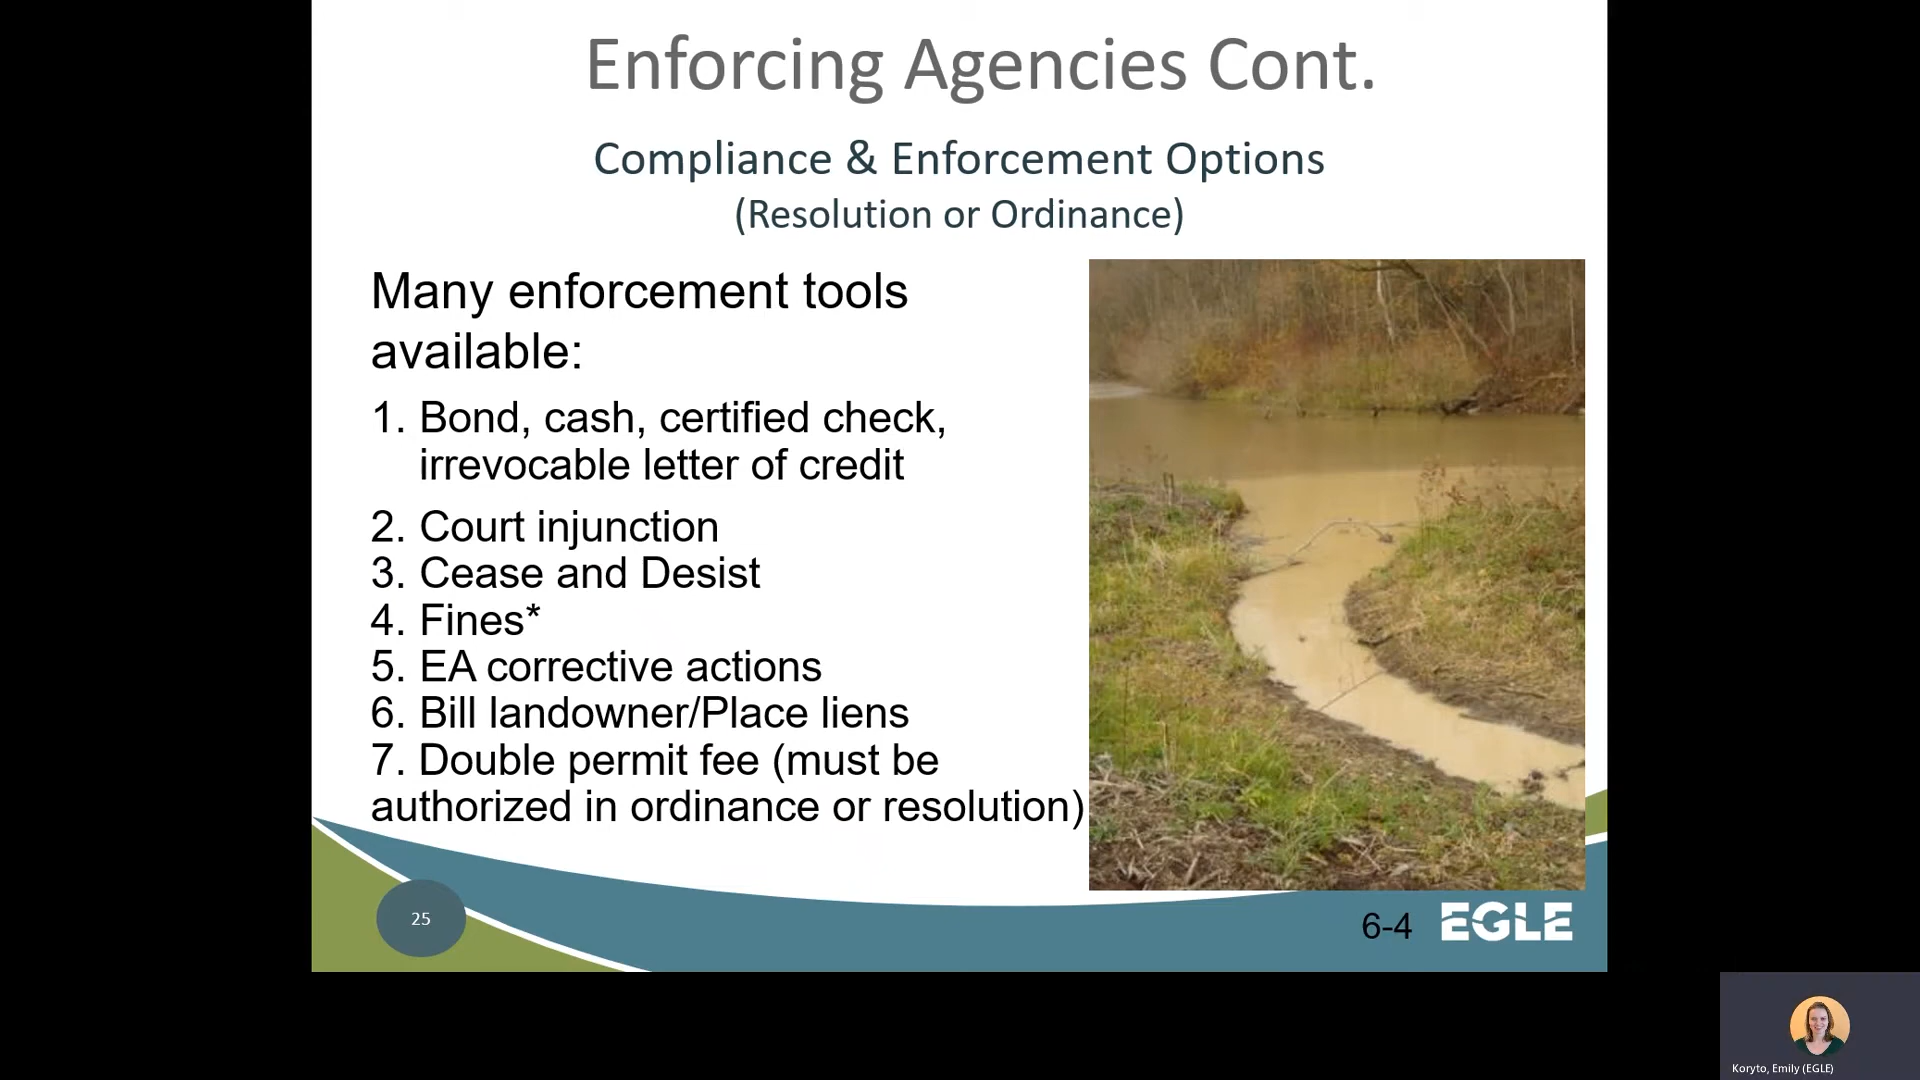 Enforcing Agencies Cont.
Compliance & Enforcement Options
(Resolution or Ordinance)
Many enforcement tools
available:
1. Bond, cash, certified check,
irrevocable letter of credit
2. Court injunction
3. Cease and Desist
4. Fines*
5. EA corrective actions
6. Bill landowner/Place liens
7. Double permit fee (must be
authorized in ordinance or resolution)
25
6-4 EGLE
Koryto, Emily (EGLE)